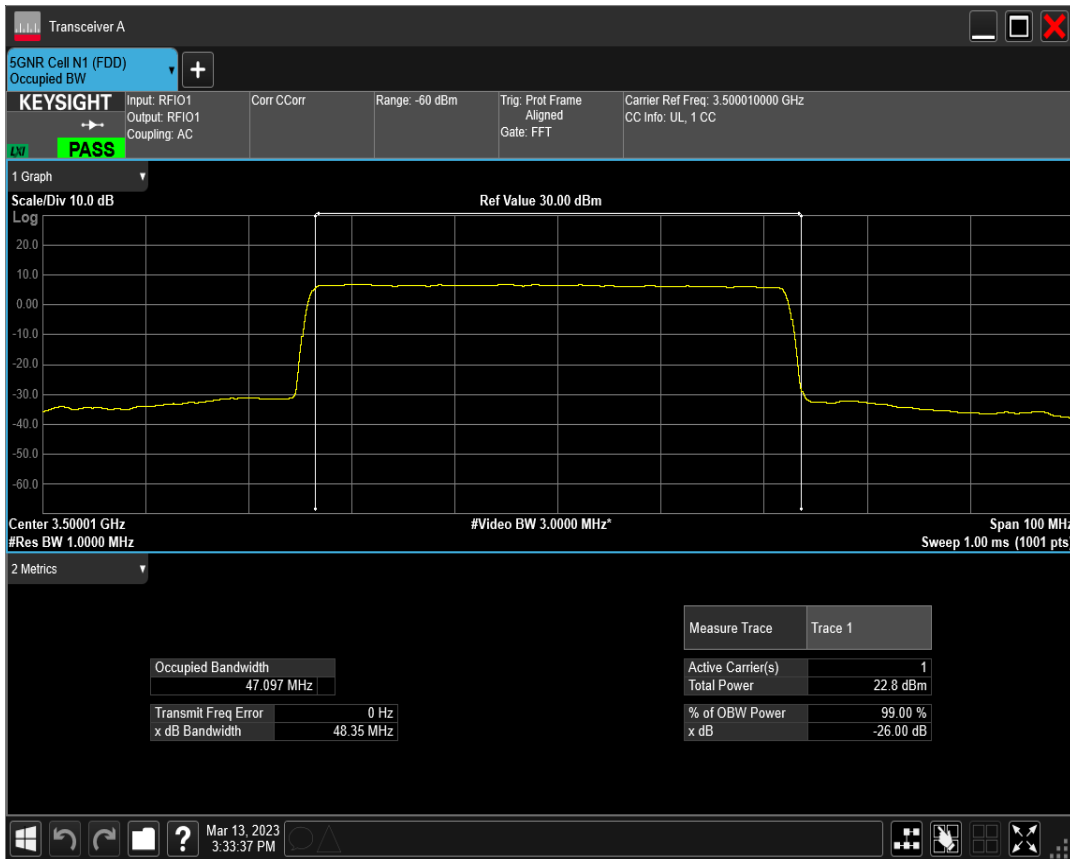 Transceiver A
5GNR Cell N1 (FDD)
Occupied BW
+
KEYSIGHT
LXI
PASS
Input: RFIO1
Output: RFIO1
Coupling: AC
Corr CCorr
Range: -60 dBm
Trig: Prot Frame
Aligned
Gate: FFT
Carrier Ref Freq: 3.500010000 GHz
CC Info: UL, 1 CC
1 Graph
Scale/Div 10.0 dB
Ref Value 30.00 dBm
Log
20.0
10.0
0.00
-10.0
-20.0
-30.0
-40.0
-50.0
-60.0
Center 3.50001 GHz
#Video BW 3.0000 MHz*
Span 100 MHz
#Res BW 1.0000 MHz
Sweep 1.00 ms (1001 pts)
2 Metrics
Measure Trace
Trace 1
Occupied Bandwidth
47.097 MHz
Active Carrier(s) 1
Total Power 22.8 dBm
Transmit Freq Error 0 Hz
x dB Bandwidth 48.35 MHz
% of OBW Power 99.00 %
x dB -26.00 dB
?
Mar 13, 2023
3:33:37 PM